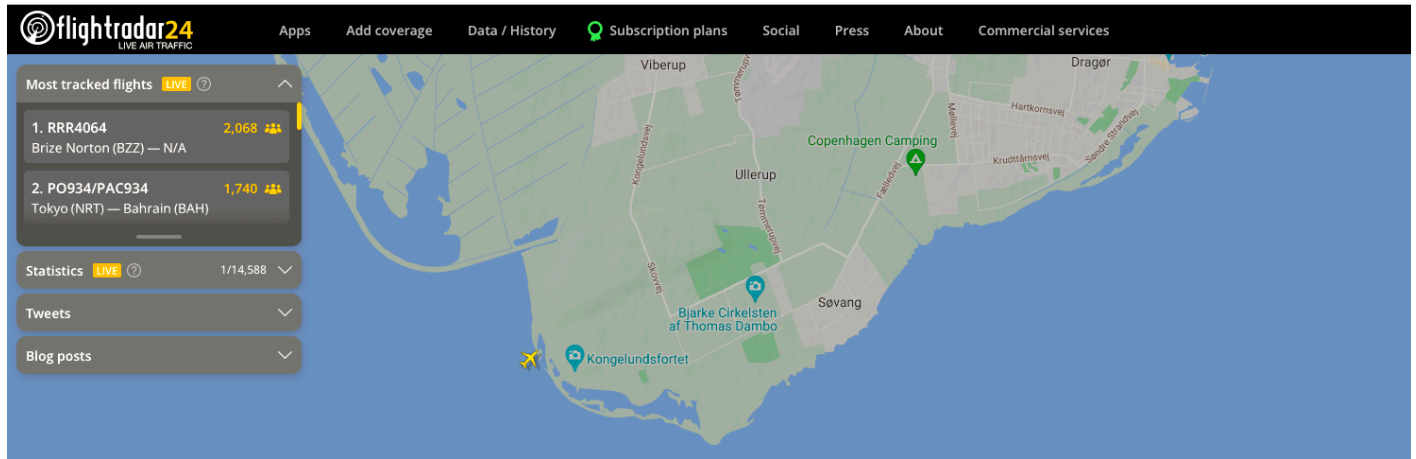 flightradar24
LIVE AIR TRAFFIC
Apps
Add coverage
Data / History
Subscription plans
Social
Press
About
Commercial services
Most tracked flights LIVE ?
1. RRR4064 2,068
Brize Norton (BZZ) — N/A
2. PO934/PAC934 1,740
Tokyo (NRT) — Bahrain (BAH)
Statistics LIVE ? 1/14,588
Tweets
Blog posts
Viberup
Tømmerupvej
Dragør
Hartkornsvej
Møllevej
Søndre Strandvej
Kongelundsvej
Copenhagen Camping
Krudttårnsvej
Ullerup
Fælledvej
Tømmerupvej
Skovvej
Bjarke Cirkelsten
af Thomas Dambo
Søvang
Kongelundsfortet